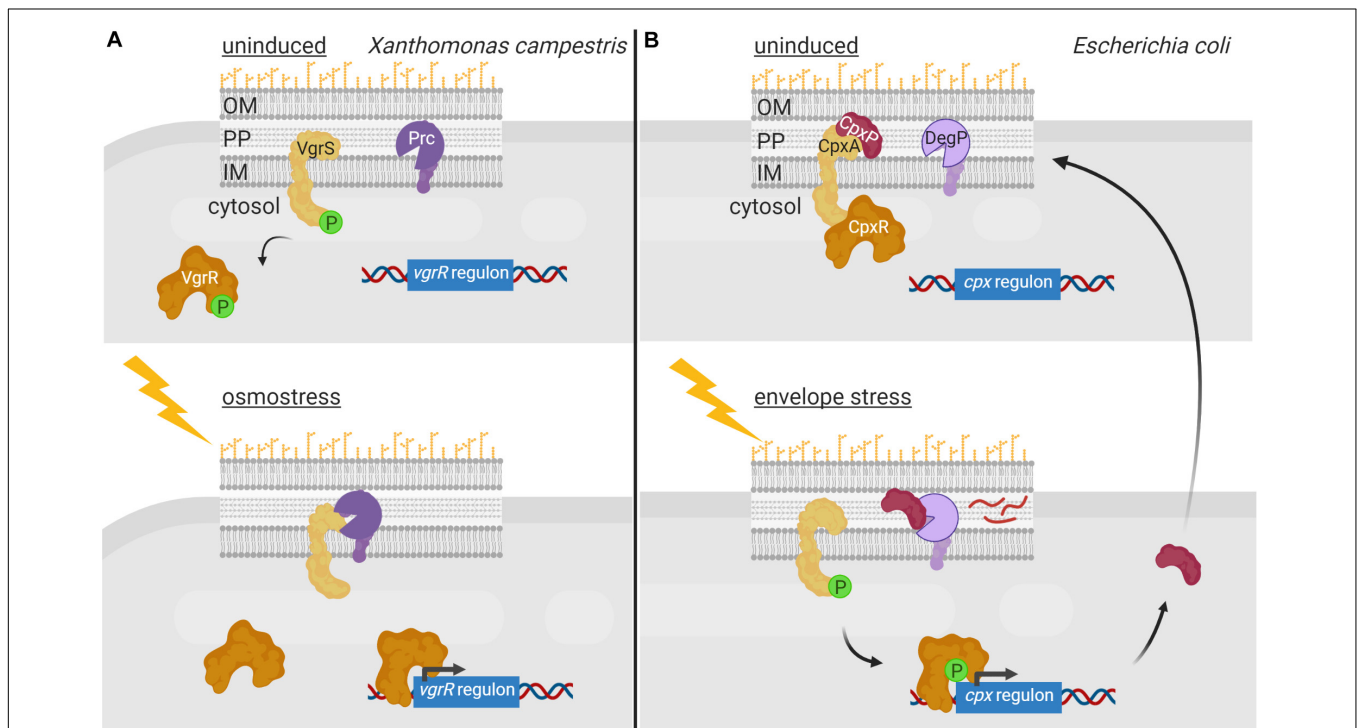 A
uninduced
Xanthomonas campestris
OM
PP
IM
VgrS
Prc
cytosol
P
VgrR
P
vgrR regulon
osmostress
vgrR regulon
B
uninduced
Escherichia coli
OM
PP
IM
CpxP
CpxA
DegP
cytosol
CpxR
cpx regulon
envelope stress
P
P
cpx regulon